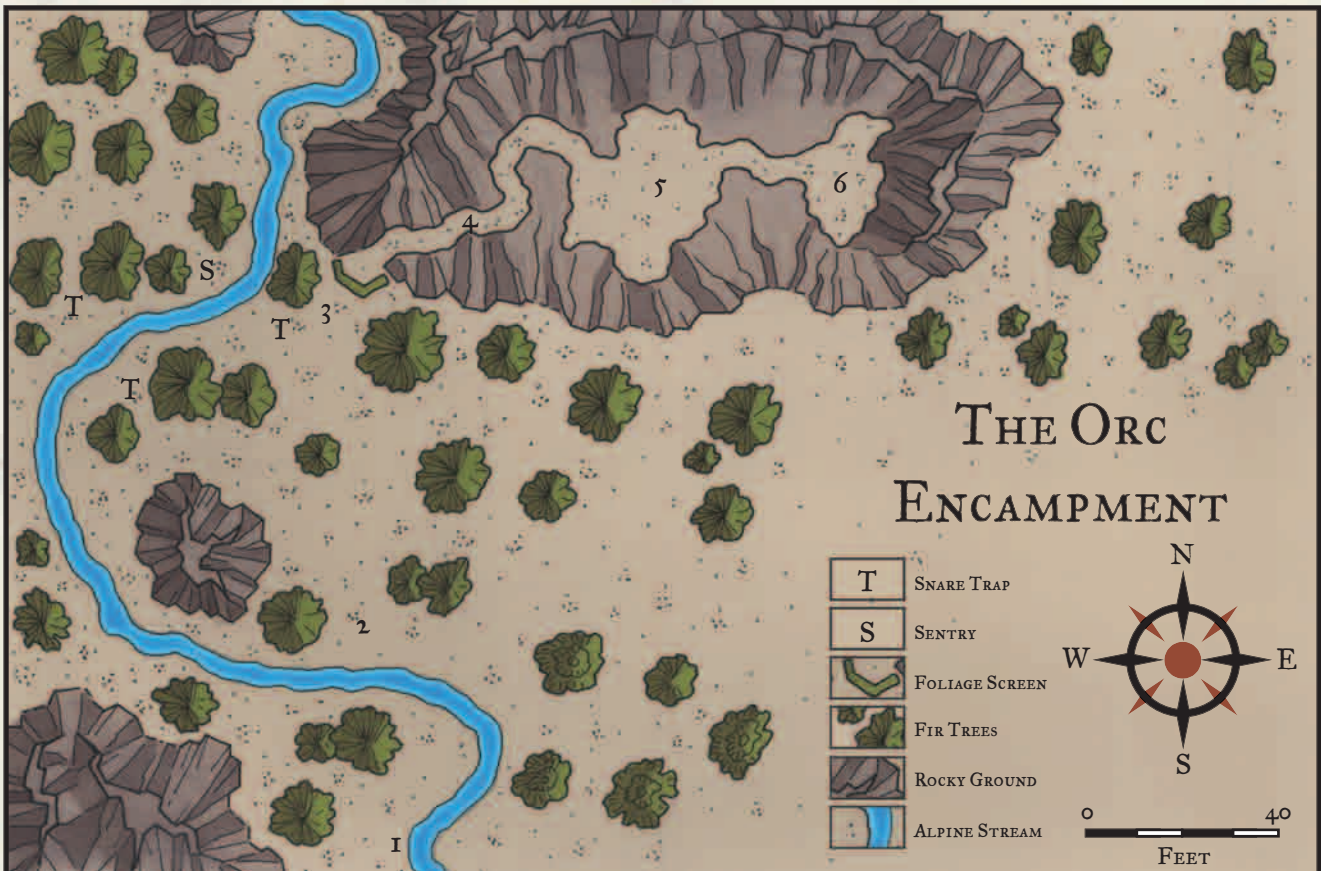 5
6
4
S
T
3
T
T
The Orc
Encampment
N
W
E
S
T
Snare Trap
S
Sentry
Foliage Screen
Fir Trees
Rocky Ground
Alpine Stream
2
1
0
40
Feet